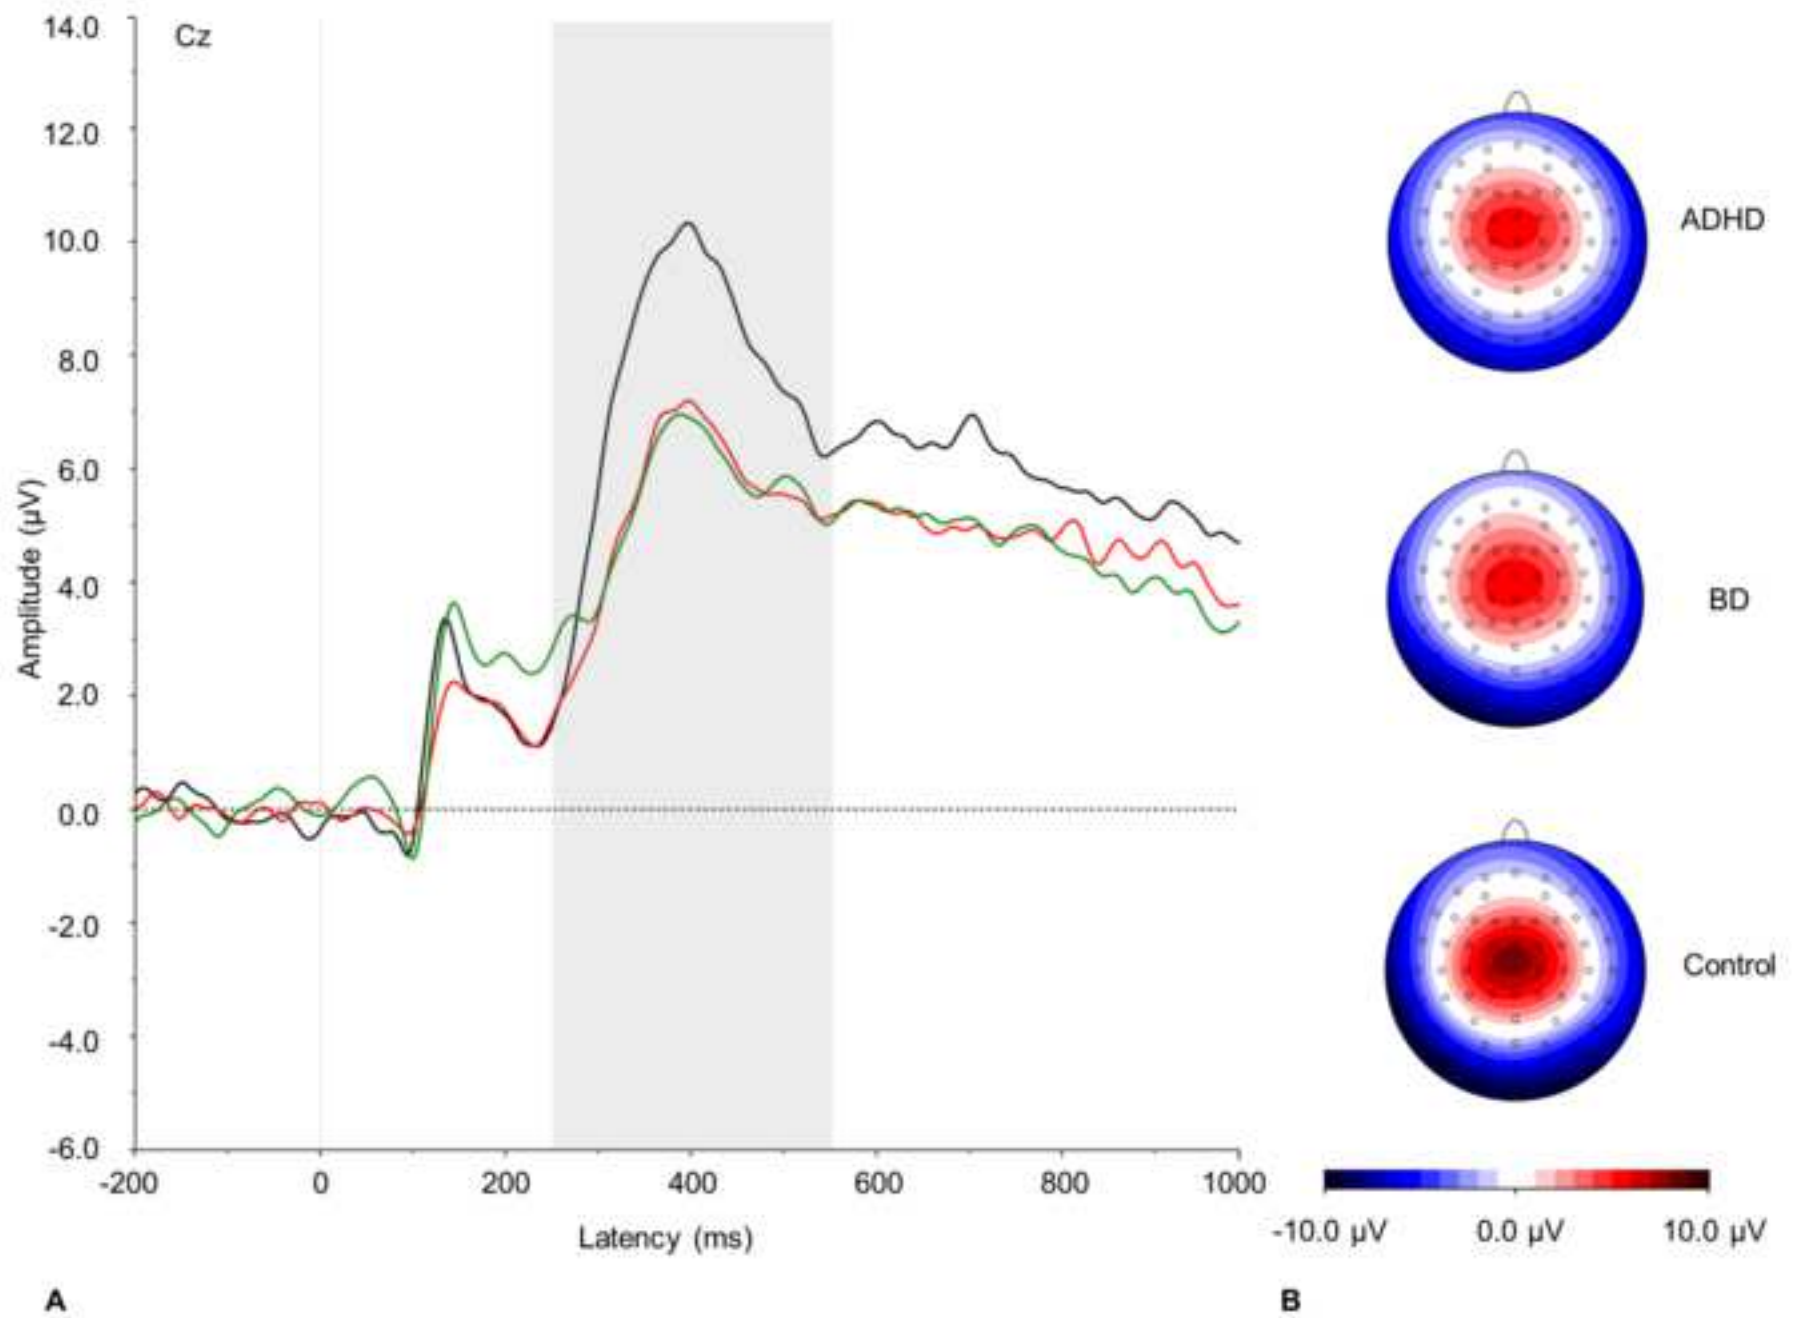 Cz
14.0
12.0
10.0
8.0
6.0
4.0
2.0
0.0
-2.0
-4.0
-6.0
Amplitude (µV)
-200 0 200 400 600 800 1000
Latency (ms)
A
ADHD
BD
Control
-10.0 µV 0.0 µV 10.0 µV
B